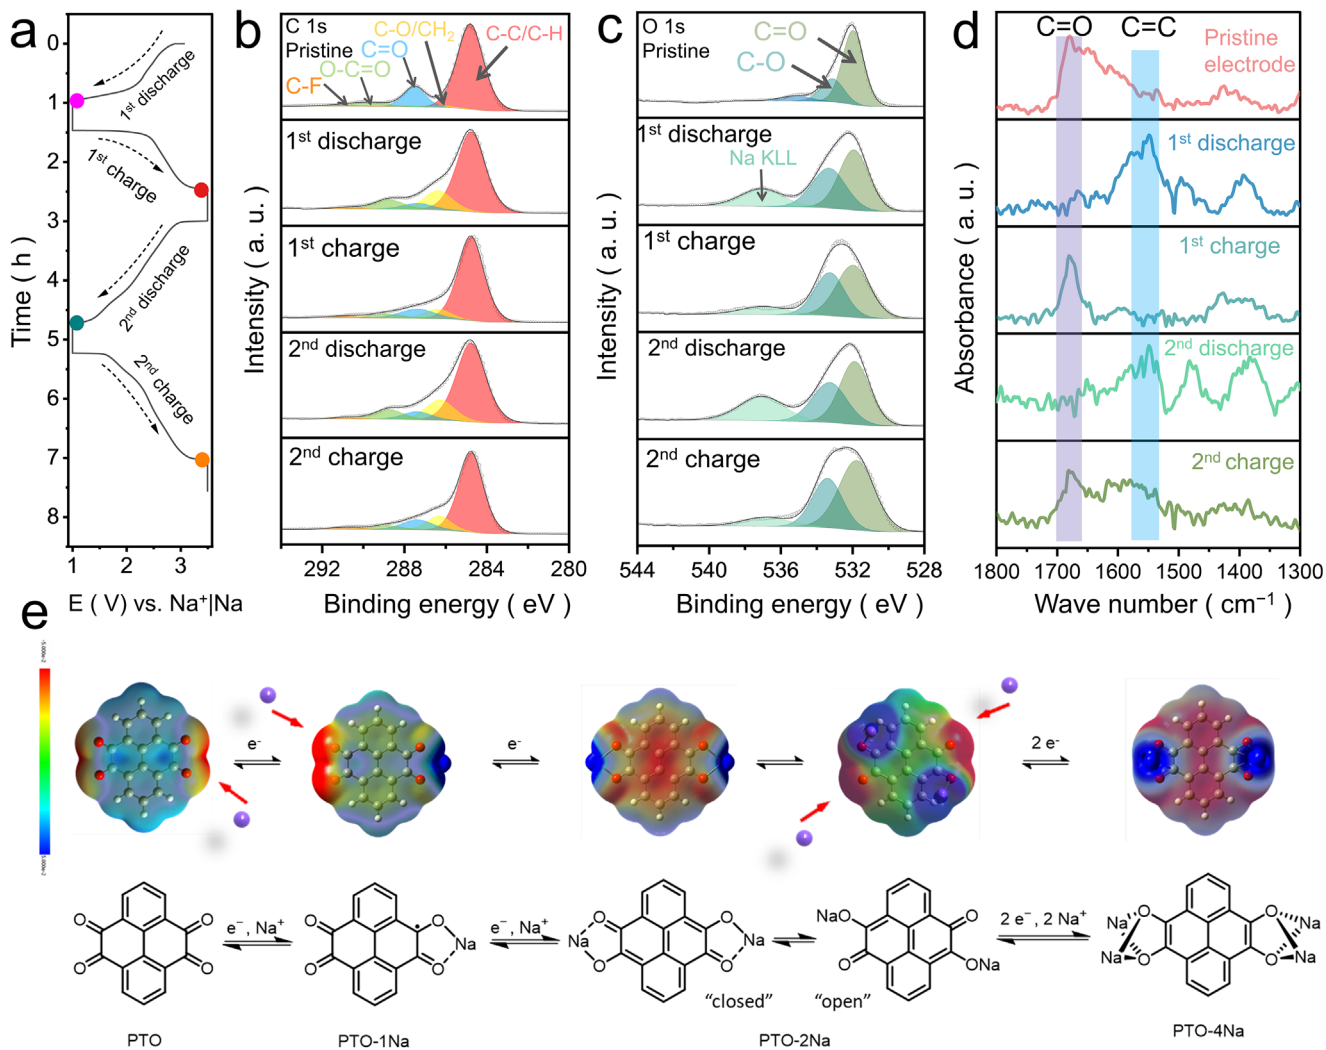 a
0
1
2
3
4
5
6
7
8
Time ( h )
1st discharge
1st charge
2nd discharge
2nd charge
1 2 3
E ( V) vs. Na⁺|Na
b
C 1s
Pristine
C-O/CH₂
C=O
O-C=O
C-F
C-C/C-H
1st discharge
1st charge
2nd discharge
2nd charge
Intensity ( a. u. )
Intensity ( a. u. )
292 288 284 280
Binding energy ( eV )
c
O 1s
Pristine
C=O
C-O
1st discharge
Na KLL
1st charge
2nd discharge
2nd charge
Intensity ( a. u. )
Intensity ( a. u. )
544 540 536 532 528
Binding energy ( eV )
d
C=O C=C
Pristine
electrode
1st discharge
1st charge
2nd discharge
2nd charge
Absorbance ( a. u. )
1800 1700 1600 1500 1400 1300
Wave number ( cm⁻¹ )
e
e- e- 2 e-
O O O O
e⁻ , Na⁺
O O O O Na
e⁻ , Na⁺
Na O O O O Na
"closed"
NaO O O ONa
"open"
2 e⁻ , 2 Na⁺
Na Na O O O O Na Na
PTO PTO-1Na PTO-2Na PTO-4Na